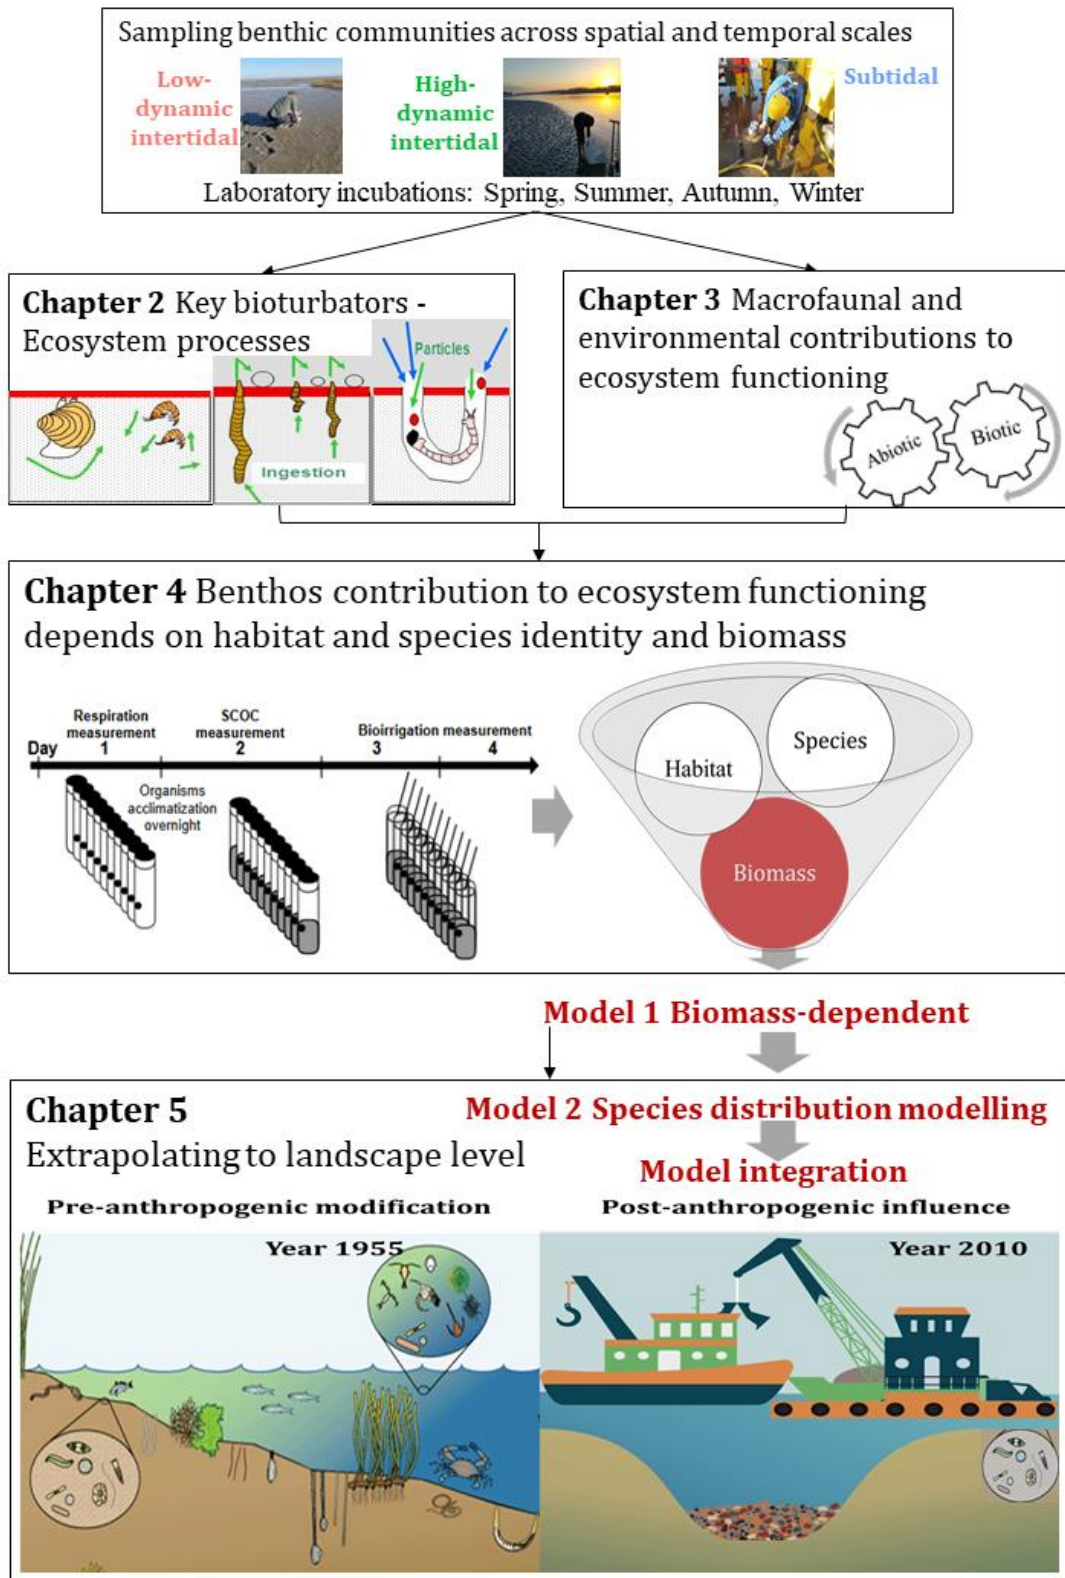 Sampling benthic communities across spatial and temporal scales
Low-
dynamic
intertidal
High-
dynamic
intertidal
Subtidal
Laboratory incubations: Spring, Summer, Autumn, Winter
Chapter 2 Key bioturbators -
Ecosystem processes
Particles
Ingestion
Chapter 3 Macrofaunal and
environmental contributions to
ecosystem functioning
Abiotic
Biotic
Chapter 4 Benthos contribution to ecosystem functioning
depends on habitat and species identity and biomass
Respiration
measurement
SCOC
measurement
Bioirrigation measurement
Day 1 2 3 4
Organisms
acclimatization
overnight
Habitat
Species
Biomass
Model 1 Biomass-dependent
Chapter 5
Extrapolating to landscape level
Model 2 Species distribution modelling
Model integration
Pre-anthropogenic modification
Year 1955
Post-anthropogenic influence
Year 2010